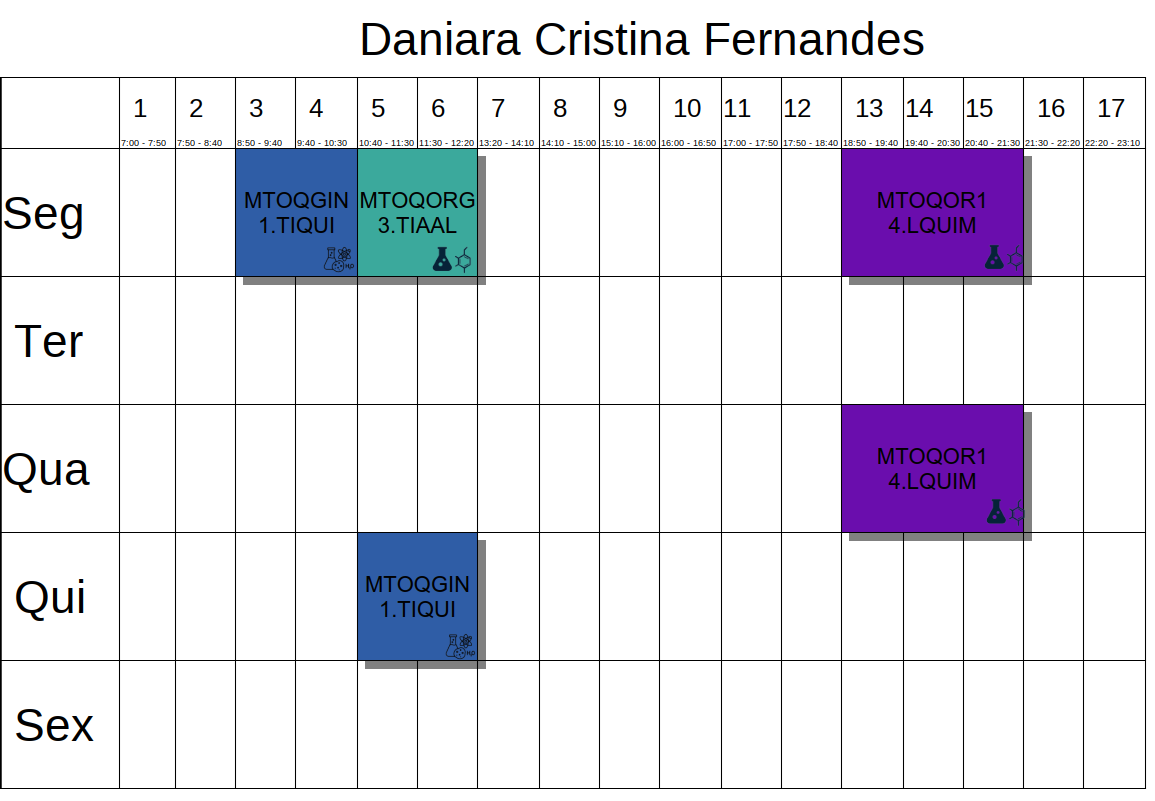 Daniara Cristina Fernandes
1 2 3 4 5 6 7 8 9 10 11 12 13 14 15 16 17
7:00 - 7:50 7:50 - 8:40 8:50 - 9:40 9:40 - 10:30 10:40 - 11:30 11:30 - 12:20 13:20 - 14:10 14:10 - 15:00 15:10 - 16:00 16:00 - 16:50 17:00 - 17:50 17:50 - 18:40 18:50 - 19:40 19:40 - 20:30 20:40 - 21:30 21:30 - 22:20 22:20 - 23:10
Seg
MTOQGIN
1.TIQUI
MTOQORG
3.TIAAL
MTOQOR1
4.LQUIM
Ter
Qua
MTOQOR1
4.LQUIM
Qui
MTOQGIN
1.TIQUI
Sex